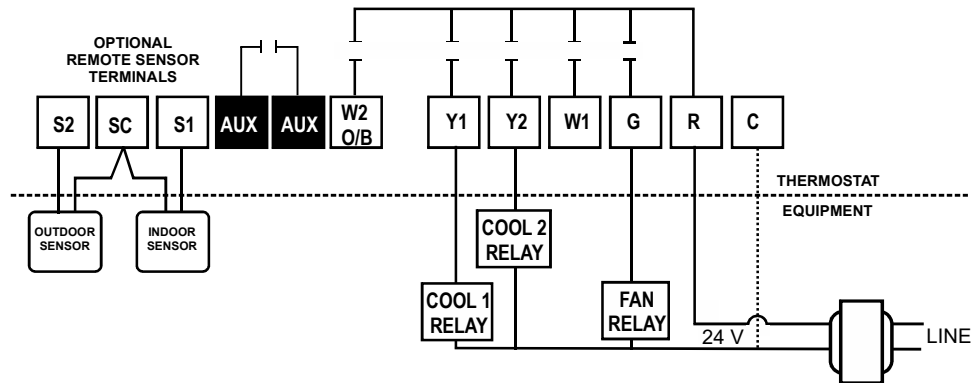 OPTIONAL
REMOTE SENSOR
TERMINALS
S2
SC
S1
AUX
AUX
W2
O/B
Y1
Y2
W1
G
R
C
THERMOSTAT
EQUIPMENT
OUTDOOR
SENSOR
INDOOR
SENSOR
COOL 2
RELAY
COOL 1
RELAY
FAN
RELAY
24 V
LINE